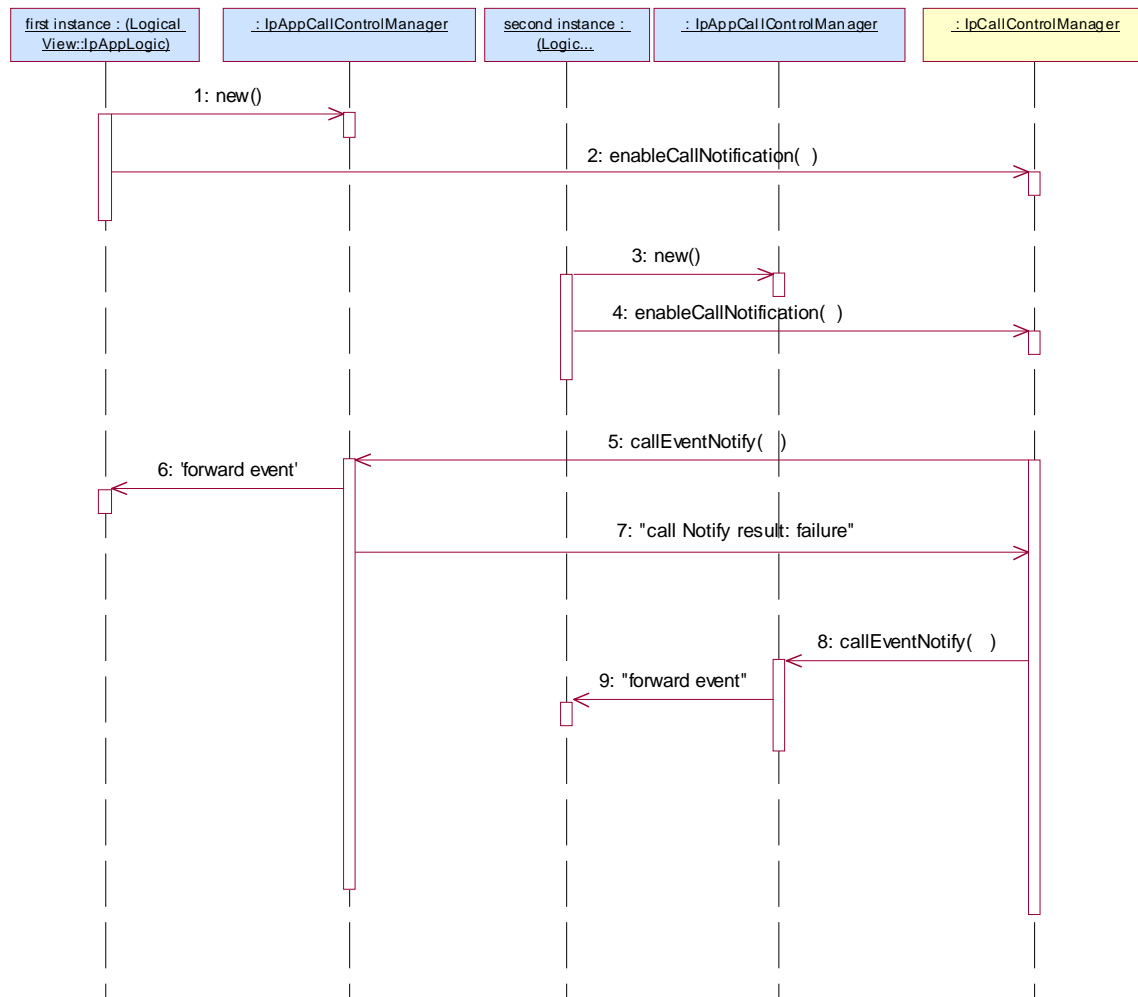 first instance : (Logical
View::IpAppLogic)
: IpAppCallControlManager
second instance :
(Logic...
: IpAppCallControlManager
: IpCallControlManager
1: new()
2: enableCallNotification(  )
3: new()
4: enableCallNotification(  )
5: callEventNotify(   )
6: 'forward event'
7: "call Notify result: failure"
8: callEventNotify(   )
9: "forward event"